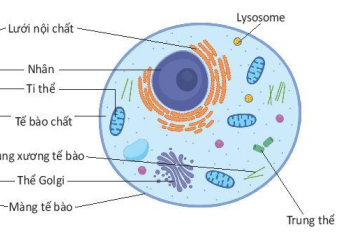 Lysosome
Lưới nội chất
Nhân
Ti thể
Tế bào chất
xương tế bào
Thể Golgi
Màng tế bào
Trung thể